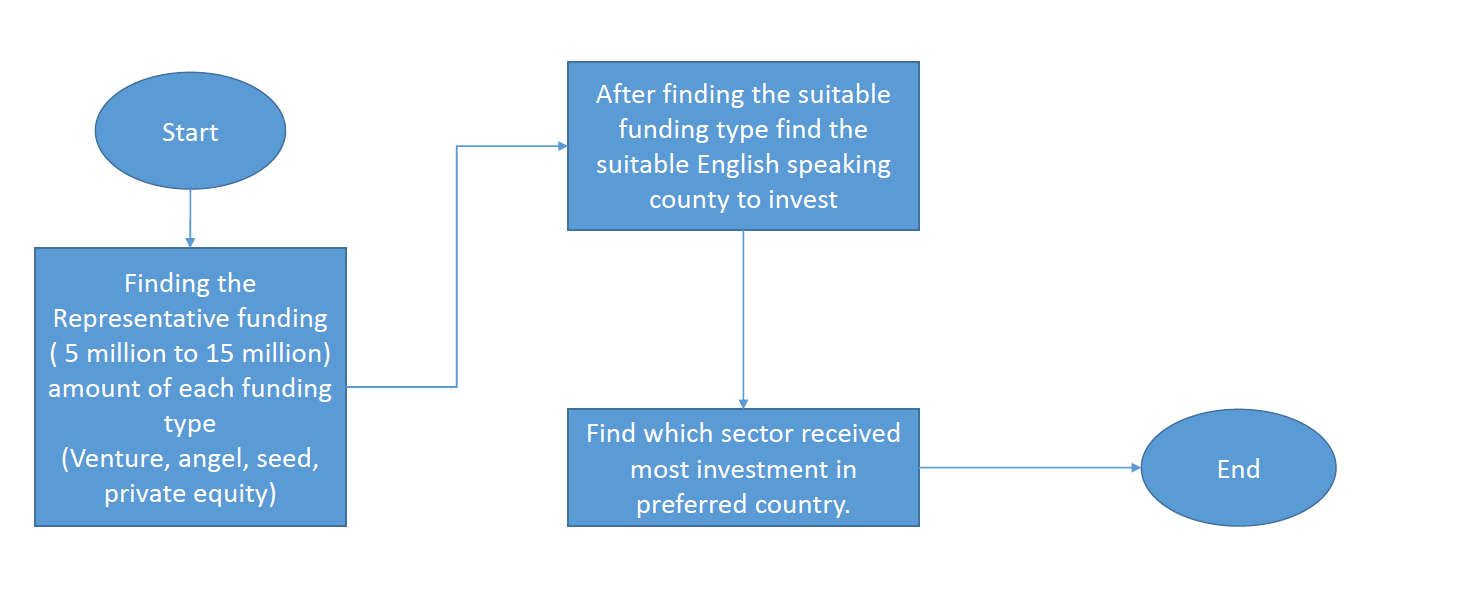 Start
Finding the
Representative funding
( 5 million to 15 million)
amount of each funding
type
(Venture, angel, seed,
private equity)
After finding the suitable
funding type find the
suitable English speaking
county to invest
Find which sector received
most investment in
preferred country.
End